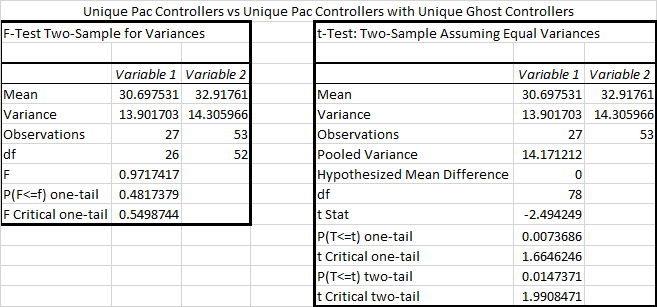 Unique Pac Controllers vs Unique Pac Controllers with Unique Ghost Controllers
F-Test Two-Sample for Variances
Variable 1 Variable 2
Mean 30.697531 32.91761
Variance 13.901703 14.305966
Observations 27 53
df 26 52
F 0.9717417
P(F<=f) one-tail 0.4817379
F Critical one-tail 0.5498744
t-Test: Two-Sample Assuming Equal Variances
Variable 1 Variable 2
Mean 30.697531 32.91761
Variance 13.901703 14.305966
Observations 27 53
Pooled Variance 14.171212
Hypothesized Mean Difference 0
df 78
t Stat -2.494249
P(T<=t) one-tail 0.0073686
t Critical one-tail 1.6646246
P(T<=t) two-tail 0.0147371
t Critical two-tail 1.9908471